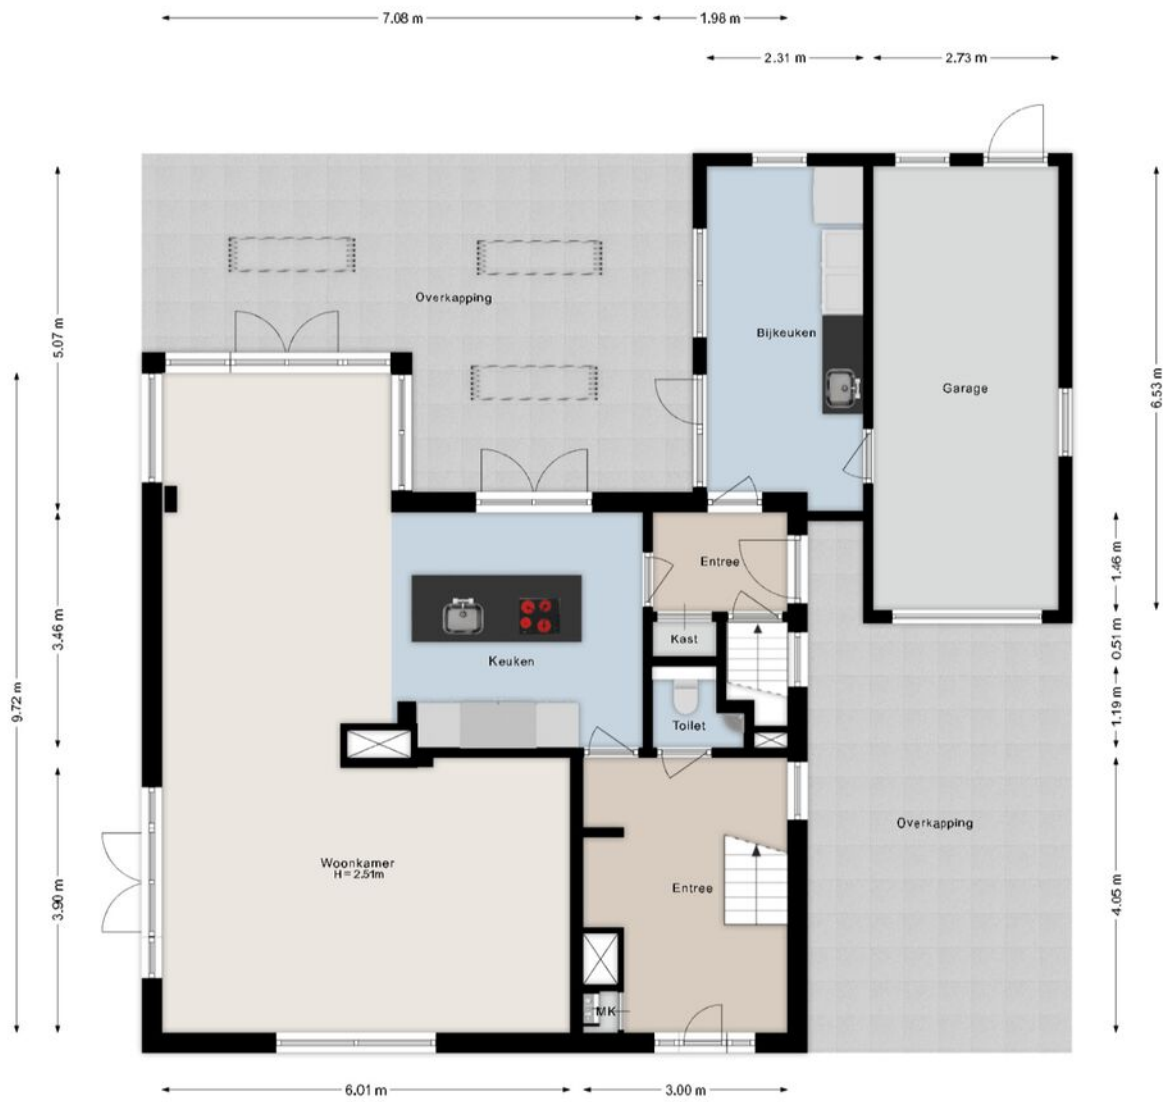 7.08 m
1.98 m
2.31 m
2.73 m
5.07 m
6.53 m
9.72 m
Overkapping
Bijkeuken
Garage
3.46 m
1.46 m
Entree
0.51 m
Kast
Keuken
1.19 m
Toilet
Overkapping
Woonkamer
H = 2.51m
Entree
3.90 m
4.05 m
MK
6.01 m
3.00 m